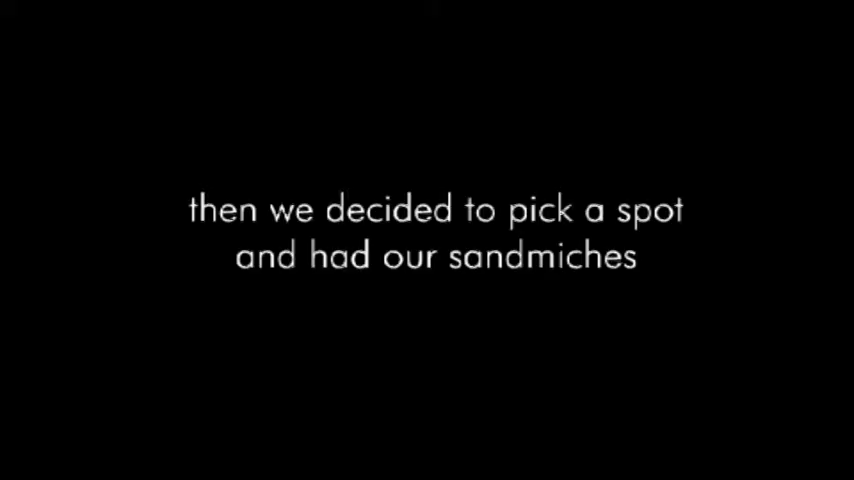 then we decided to pick a spot
and had our sandmiches